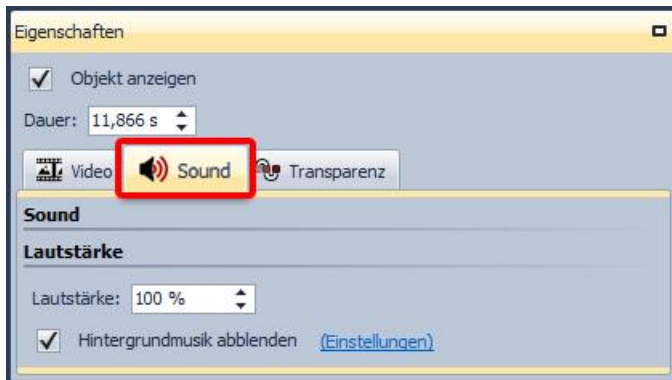 Eigenschaften
Objekt anzeigen
Dauer: 11,866 s
Video Sound Transparenz
Sound
Lautstärke
Lautstärke: 100 %
Hintergrundmusik abblenden (Einstellungen)